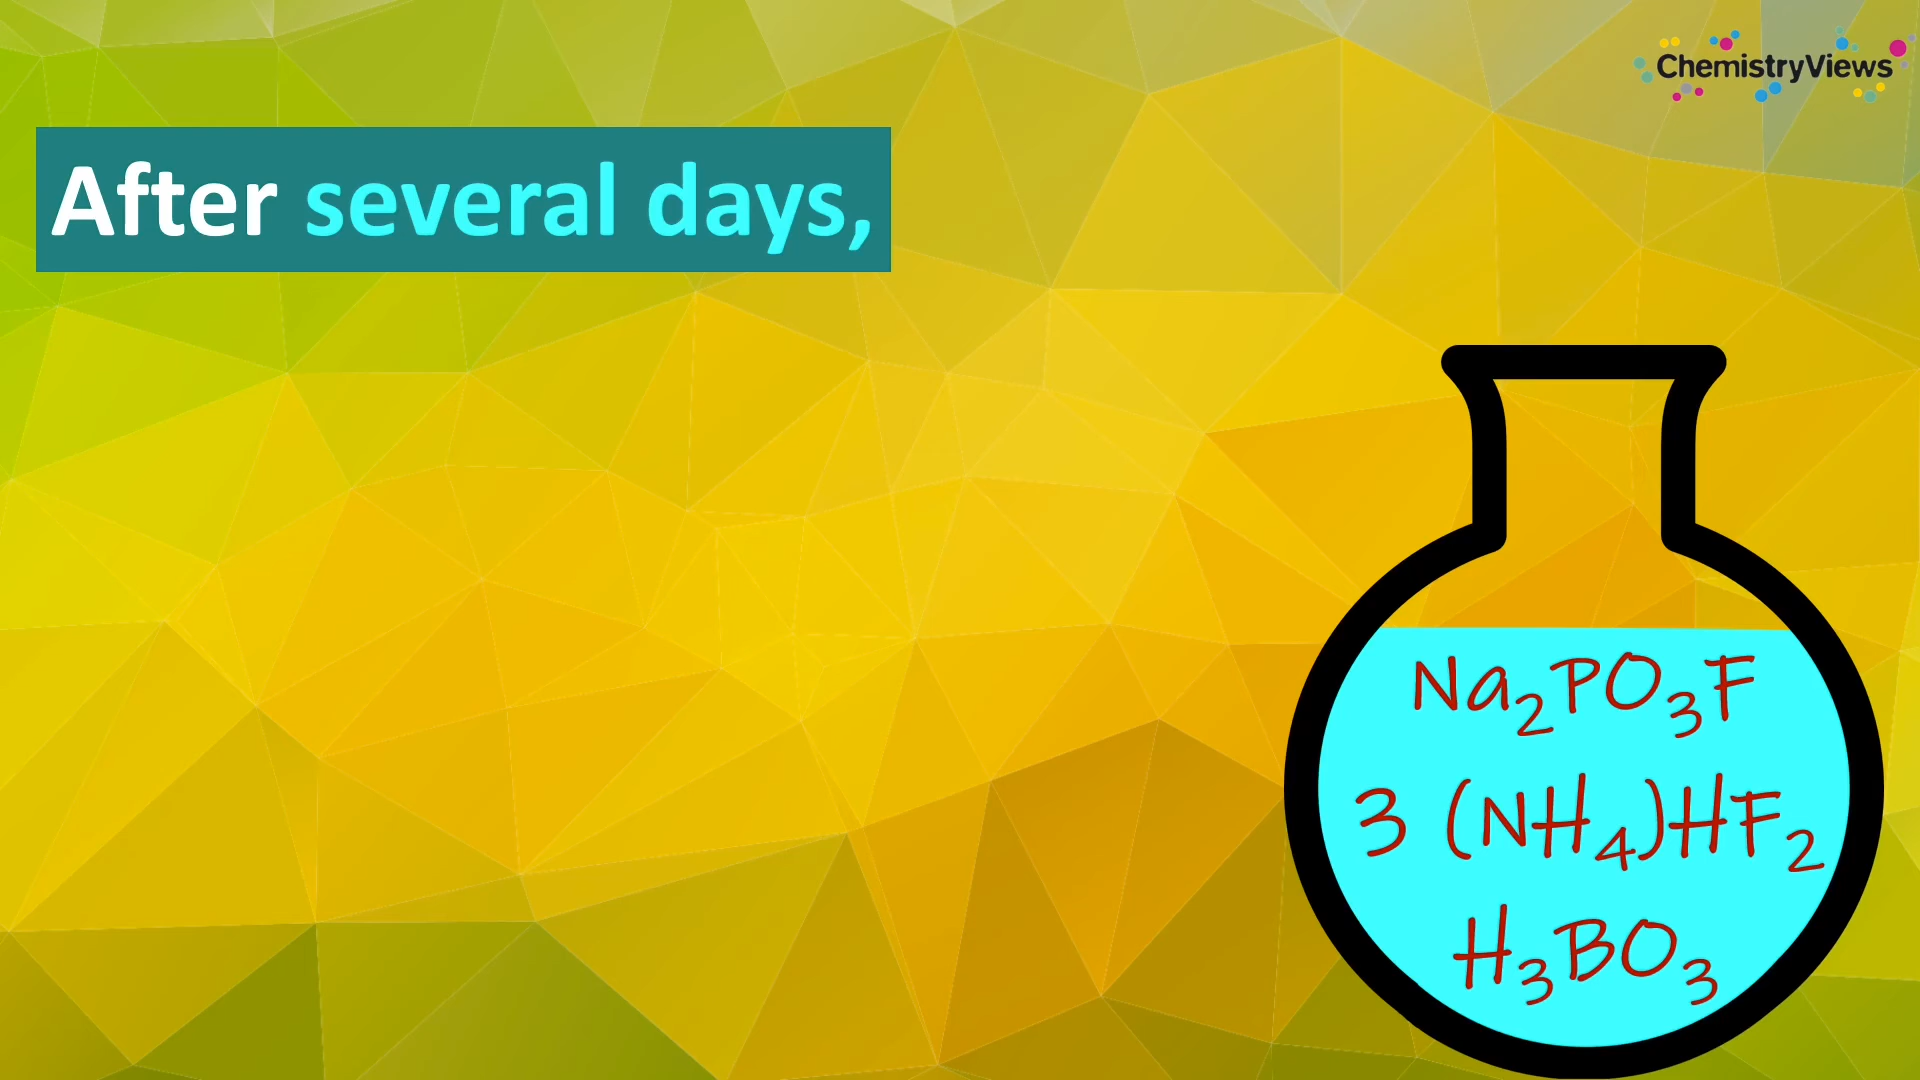 ChemistryViews
After several days,
Na₂PO₃F
3 (NH₄)HF₂
H₃BO₃